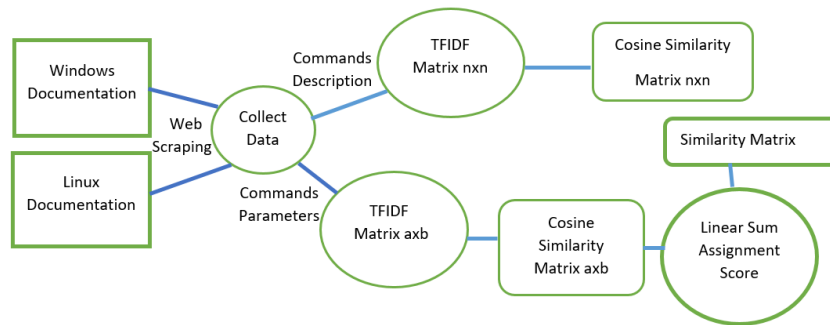 Windows
Documentation
Linux
Documentation
Web
Scraping
Collect
Data
Commands
Description
TFIDF
Matrix nxn
Cosine Similarity
Matrix nxn
Commands
Parameters
TFIDF
Matrix axb
Cosine
Similarity
Matrix axb
Linear Sum
Assignment
Score
Similarity Matrix